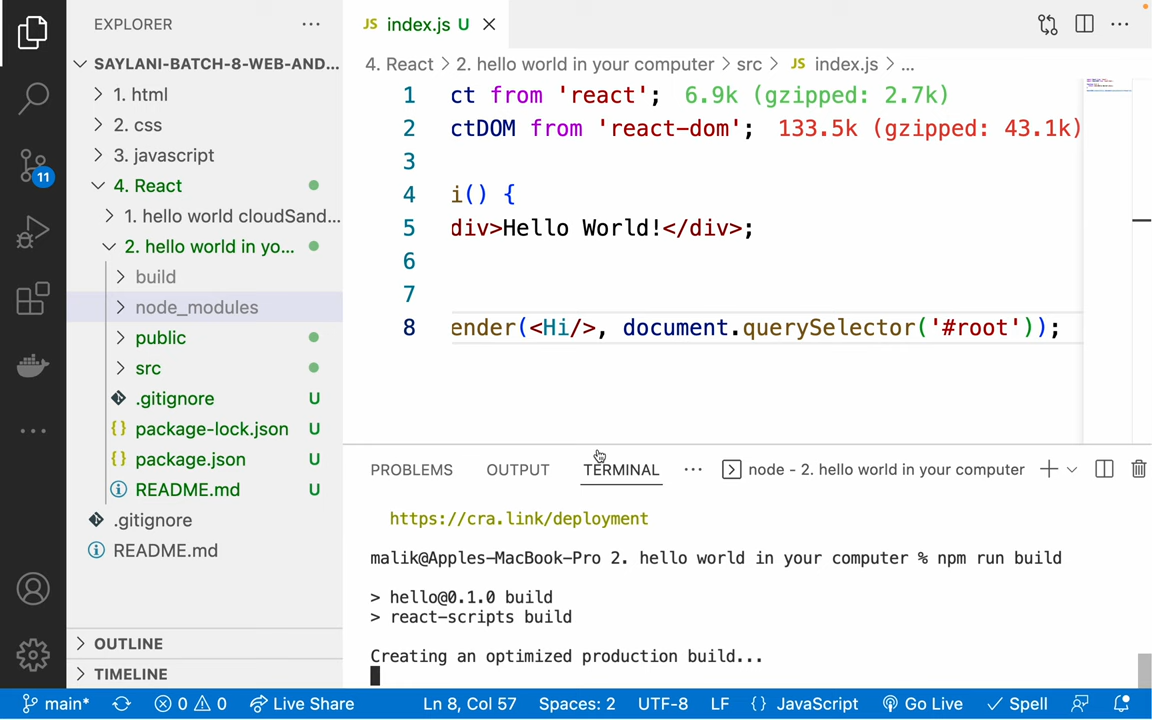 EXPLORER ...
JS index.js U
SAYLANI-BATCH-8-WEB-AND...
4. React > 2. hello world in your computer > src > JS index.js > ...
1. html
2. css
3. javascript
4. React
1. hello world cloudSand...
2. hello world in yo...
build
node_modules
public
src
.gitignore U
{} package-lock.json U
{} package.json U
README.md U
.gitignore
README.md
OUTLINE
TIMELINE
11
1 ct from 'react'; 6.9k (gzipped: 2.7k)
2 ctDOM from 'react-dom'; 133.5k (gzipped: 43.1k)
3
4 i() {
5 div>Hello World!</div>;
6
7
8 ender(<Hi/>, document.querySelector('#root'));
PROBLEMS OUTPUT TERMINAL ... node - 2. hello world in your computer
https://cra.link/deployment
malik@Apples-MacBook-Pro 2. hello world in your computer % npm run build
> hello@0.1.0 build
> react-scripts build
Creating an optimized production build...
main* 0 0 Live Share Ln 8, Col 57 Spaces: 2 UTF-8 LF {} JavaScript Go Live Spell